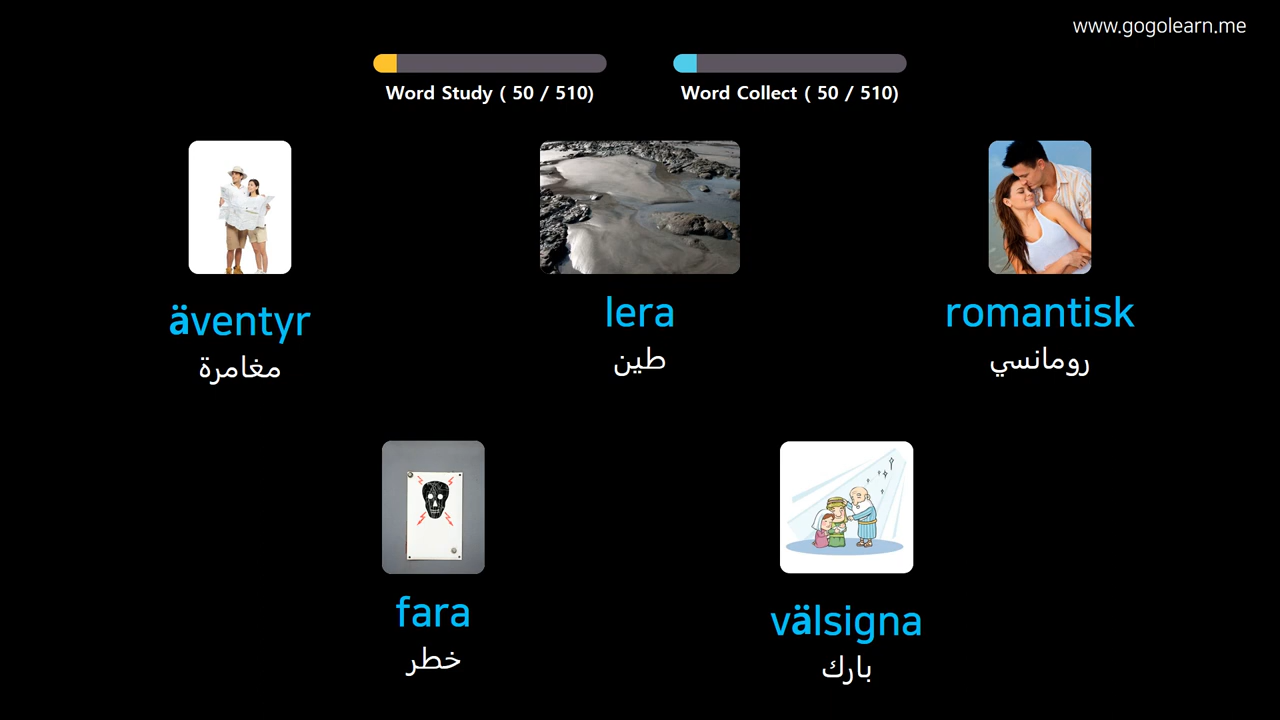 www.gogolearn.me
Word Study ( 50 / 510)
Word Collect ( 50 / 510)
äventyr
مغامرة
lera
طين
romantisk
رومانسي
fara
خطر
välsigna
بارك